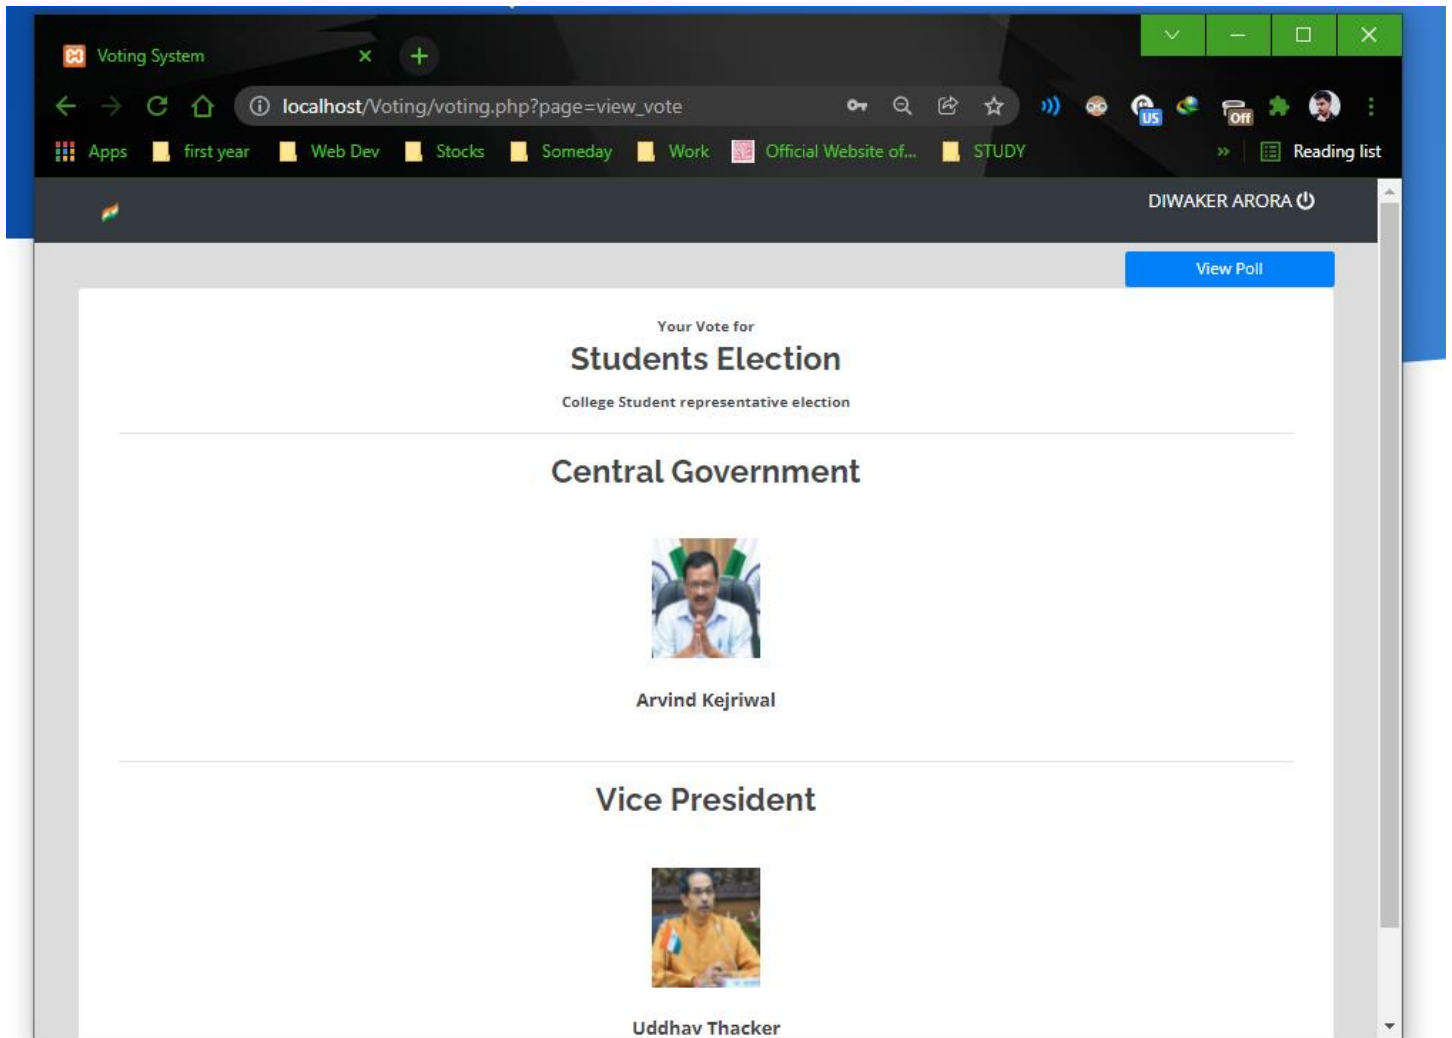 Voting System
localhost/Voting/voting.php?page=view_vote
US
Off
Apps first year Web Dev Stocks Someday Work Official Website of... STUDY » Reading list
DIWAKER ARORA
View Poll
Your Vote for
Students Election
College Student representative election
Central Government
Arvind Kejriwal
Vice President
Uddhav Thacker